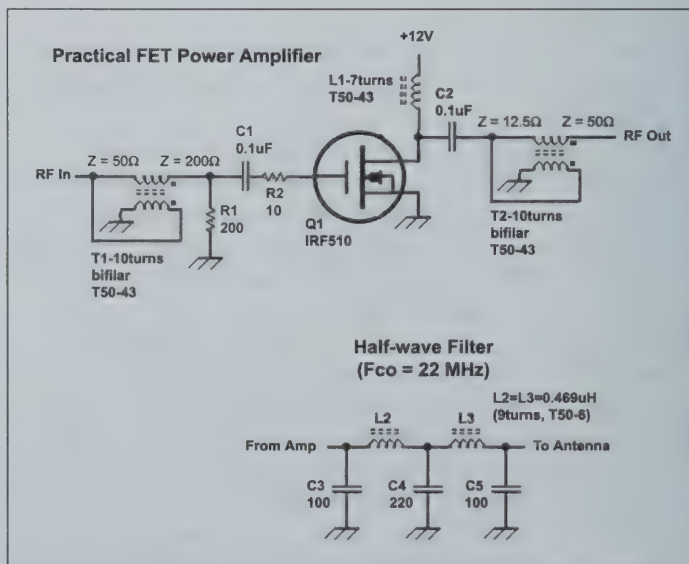 Practical FET Power Amplifier
+12V
L1-7turns
T50-43
C2
0.1uF
Z = 50Ω
Z = 200Ω
C1
0.1uF
Z = 12.5Ω
Z = 50Ω
RF In
RF Out
R2
10
R1
200
Q1
IRF510
T1-10turns
bifilar
T50-43
T2-10turns
bifilar
T50-43
Half-wave Filter
(Fco = 22 MHz)
L2=L3=0.469uH
(9turns, T50-6)
L2
L3
From Amp
To Antenna
C3
100
C4
220
C5
100